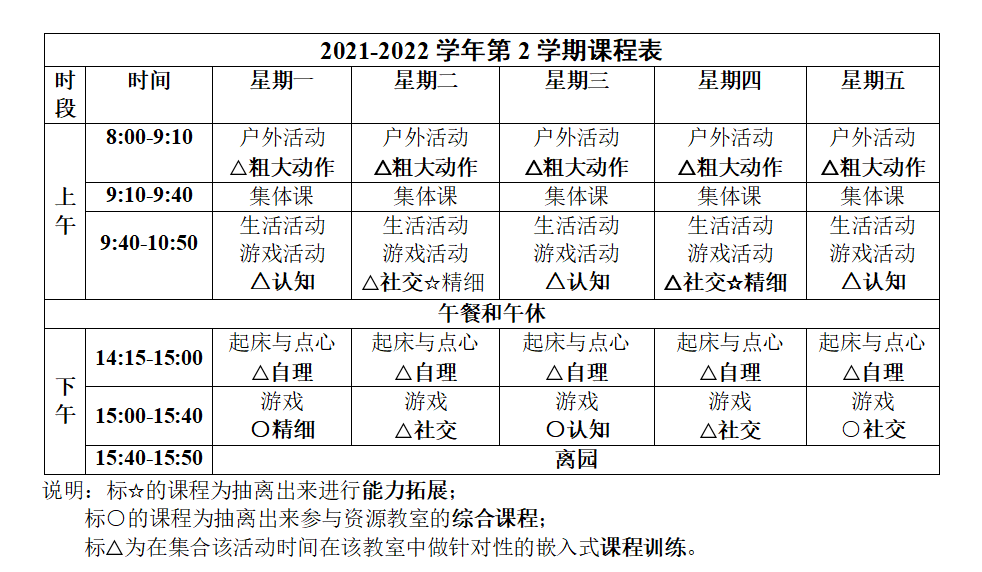 2021-2022 学年第 2 学期课程表
时段 时间 星期一 星期二 星期三 星期四 星期五
上午
8:00-9:10 户外活动 户外活动 户外活动 户外活动 户外活动
△粗大动作 △粗大动作 △粗大动作 △粗大动作 △粗大动作
9:10-9:40 集体课 集体课 集体课 集体课 集体课
9:40-10:50 生活活动 生活活动 生活活动 生活活动 生活活动
游戏活动 游戏活动 游戏活动 游戏活动 游戏活动
△认知 △社交☆精细 △认知 △社交☆精细 △认知
午餐和午休
下午
14:15-15:00 起床与点心 起床与点心 起床与点心 起床与点心 起床与点心
△自理 △自理 △自理 △自理 △自理
15:00-15:40 游戏 游戏 游戏 游戏 游戏
〇精细 △社交 〇认知 △社交 〇社交
15:40-15:50 离园
说明：标☆的课程为抽离出来进行能力拓展；
标〇的课程为抽离出来参与资源教室的综合课程；
标△为在集合该活动时间在该教室中做针对性的嵌入式课程训练。